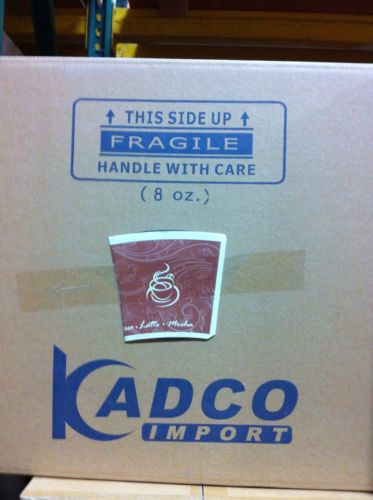 THIS SIDE UP
FRAGILE
HANDLE WITH CARE
(8 oz.)
Latte • Mocha
KADCO
IMPORT